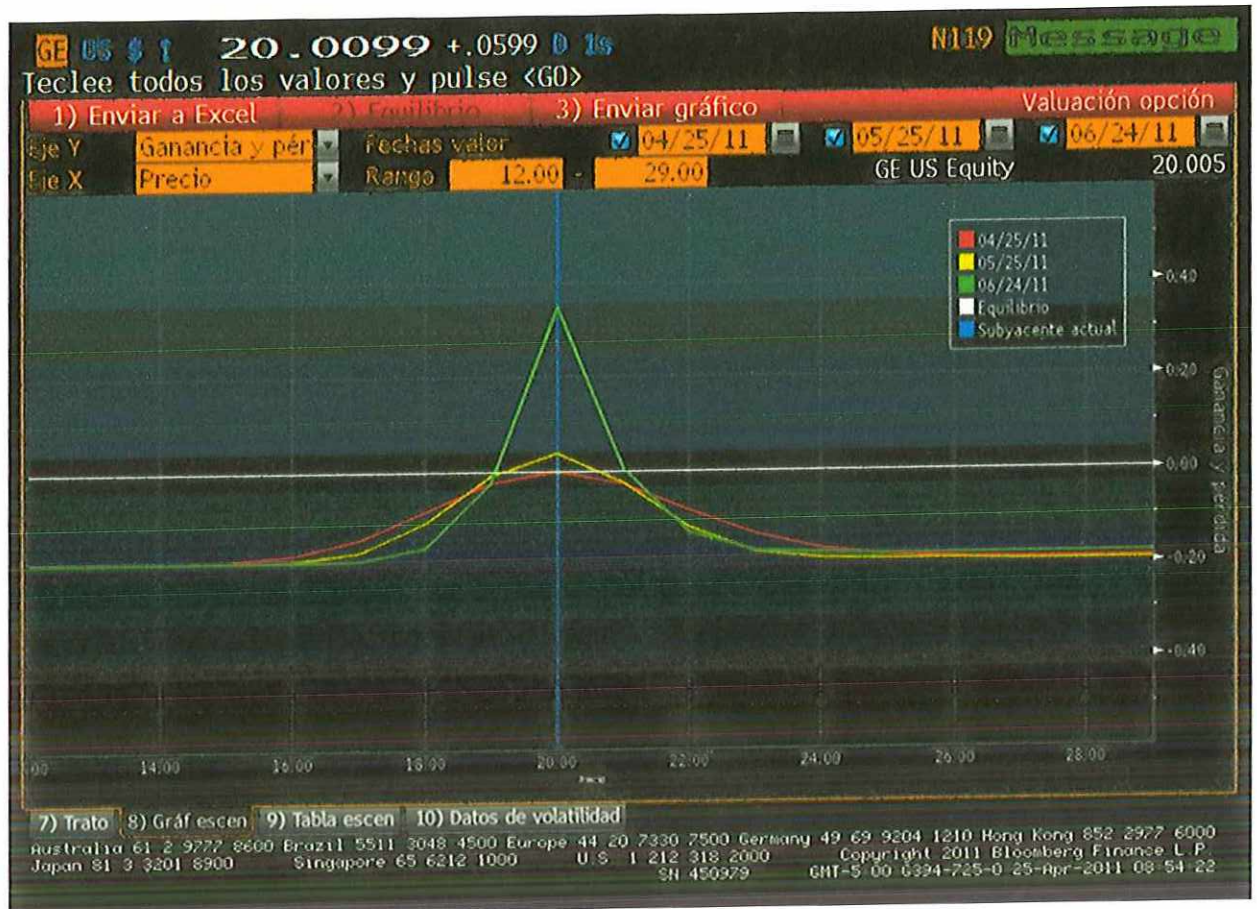 GE US $ ↑ 20.0099 +.0599 D 1s N119 Message
Teclee todos los valores y pulse <GO>
1) Enviar a Excel 2) Equilibrio 3) Enviar gráfico Valuación opción
Eje Y Ganancia y pér Fechas valor 04/25/11 05/25/11 06/24/11
Eje X Precio Rango 12.00 - 29.00 GE US Equity 20.005
04/25/11
05/25/11
06/24/11
Equilibrio
Subyacente actual
0.40
0.20
0.00
-0.20
-0.40
Ganancia y perdida
.00 14.00 16.00 18.00 20.00 22.00 24.00 26.00 28.00
7) Trato 8) Gráf escen 9) Tabla escen 10) Datos de volatilidad
Australia 61 2 9777 8600 Brazil 5511 3048 4500 Europe 44 20 7330 7500 Germany 49 69 9204 1210 Hong Kong 852 2977 6000
Japan 81 3 3201 8900 Singapore 65 6212 1000 U.S. 1 212 318 2000 Copyright 2011 Bloomberg Finance L.P.
SN 450979 GMT-5:00 G394-725-0 25-Apr-2011 08:54:22